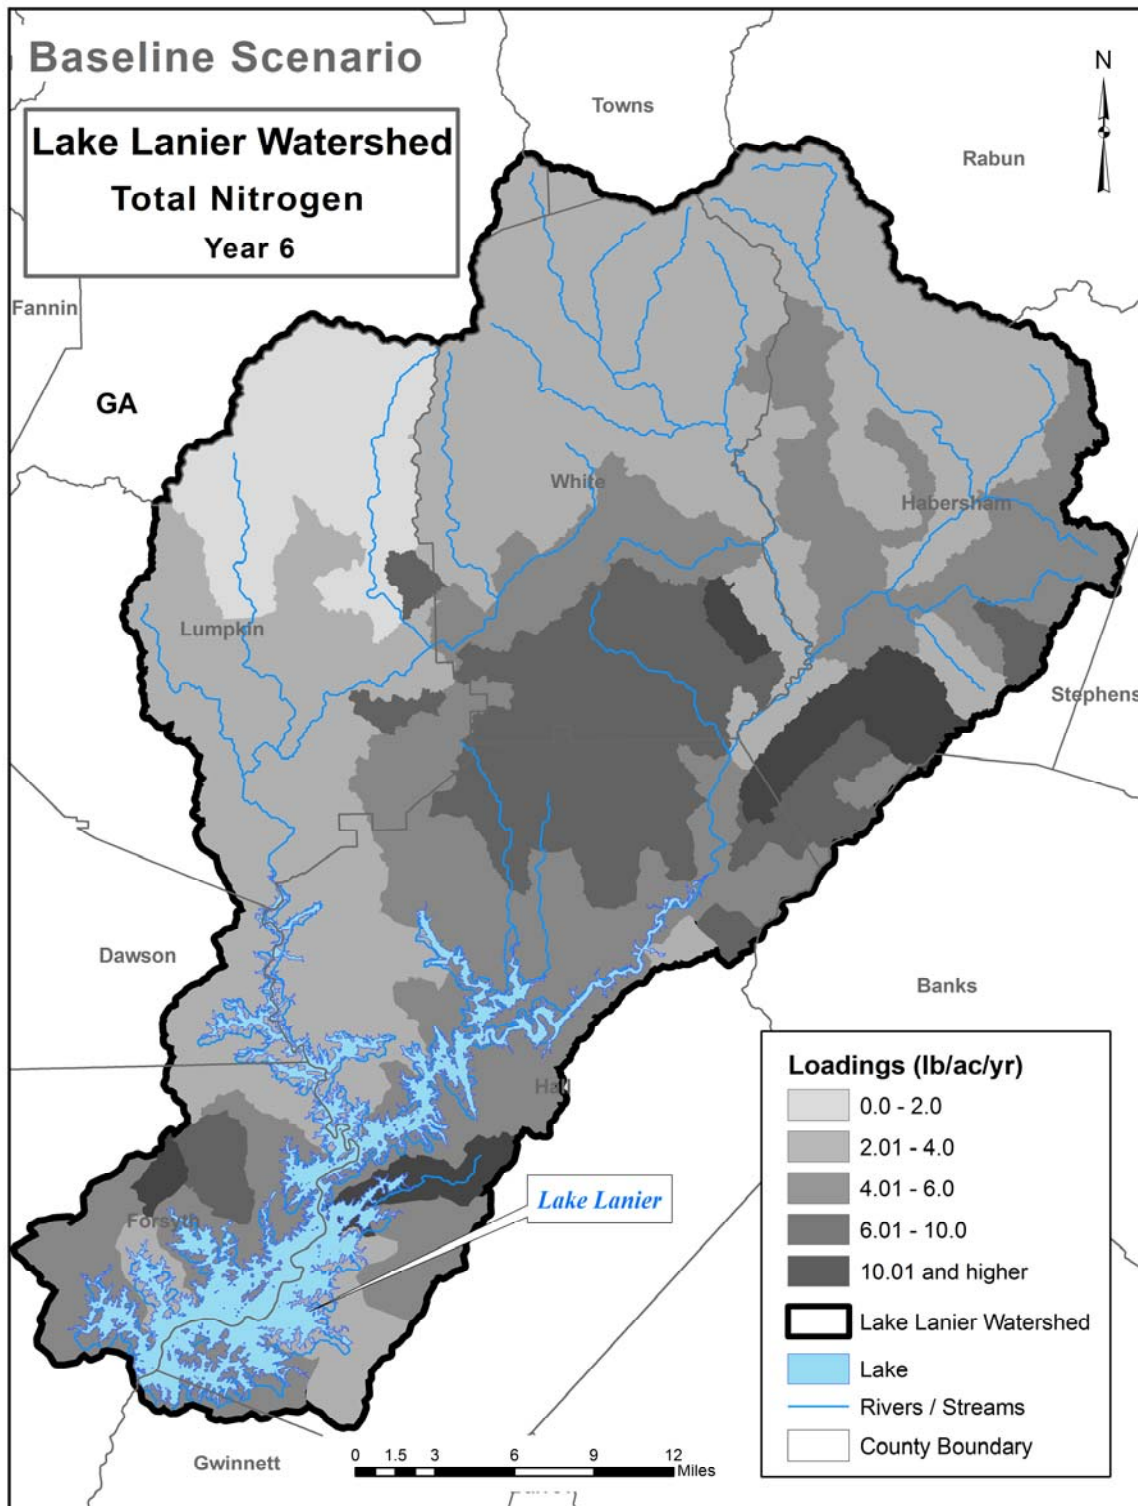 Baseline Scenario
Lake Lanier Watershed
Total Nitrogen
Year 6
N
Towns
Rabun
Fannin
GA
White
Habersham
Lumpkin
Stephens
Dawson
Banks
Hall
Forsyth
Lake Lanier
Gwinnett
Loadings (lb/ac/yr)
0.0 - 2.0
2.01 - 4.0
4.01 - 6.0
6.01 - 10.0
10.01 and higher
Lake Lanier Watershed
Lake
Rivers / Streams
County Boundary
0 1.5 3 6 9 12
Miles